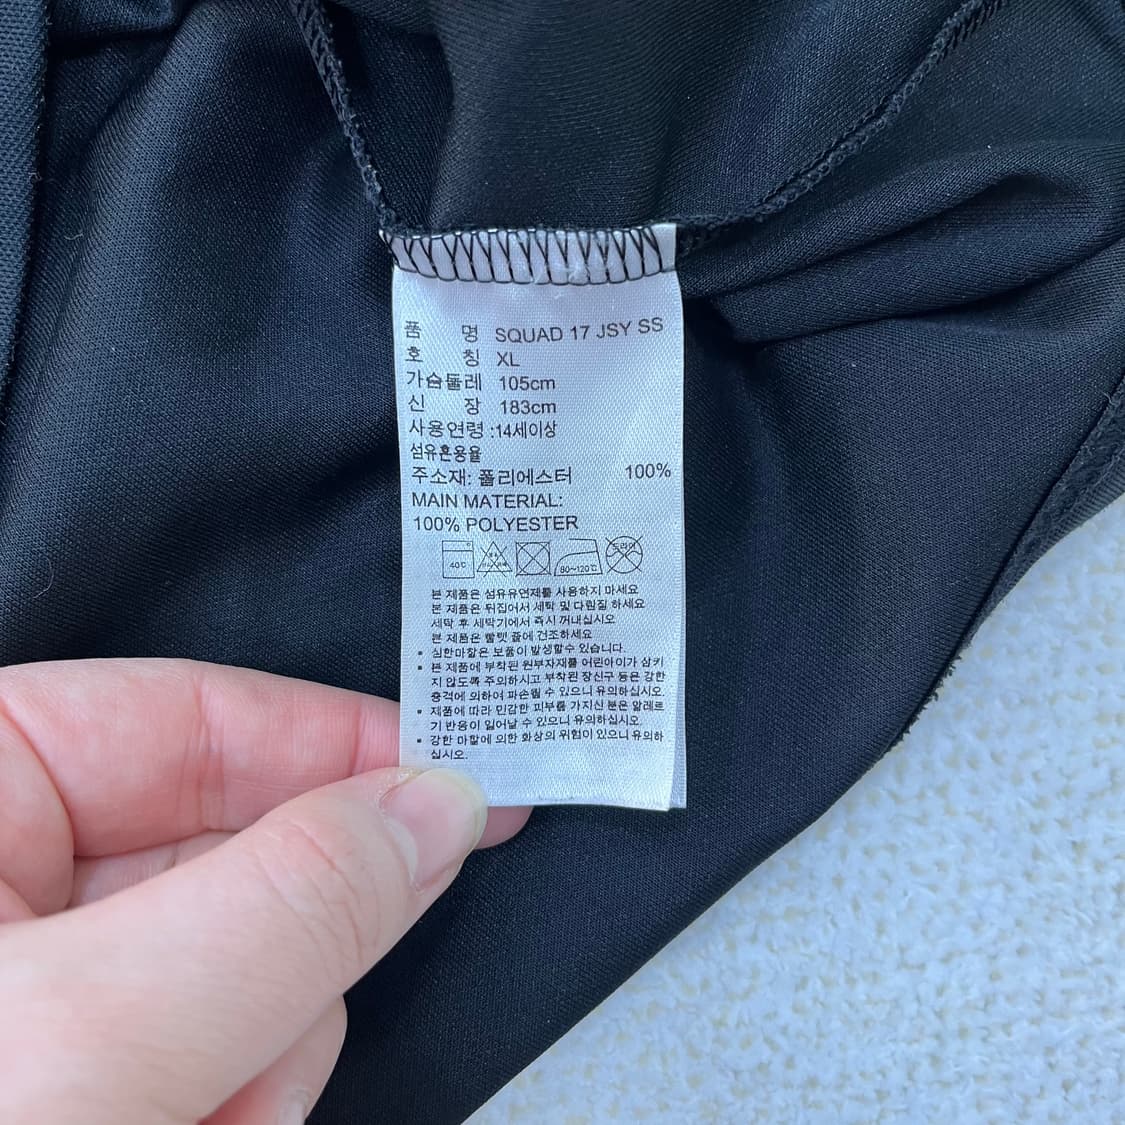 품 명 SQUAD 17 JSY SS
호 칭 XL
가슴둘레 105cm
신 장 183cm
사용연령 :14세이상
섬유혼용율
주소재: 폴리에스터 100%
MAIN MATERIAL:
100% POLYESTER
40℃ 80~120℃ 드라이
본 제품은 섬유유연제를 사용하지 마세요
본 제품은 뒤집어서 세탁 및 다림질 하세요
세탁 후 세탁기에서 즉시 꺼내십시오
본 제품은 햇볕 에 건조하세요
• 심한마찰은 보풀이 발생할수 있습니다.
• 본 제품에 부착된 원부자재를 어린아이가 삼키
지 않도록 주의하시고 부착된 장신구 등은 강한
충격에 의하여 파손될 수 있으니 유의하십시오.
• 제품에 따라 민감한 피부를 가지신 분은 알레르
기 반응이 일어날 수 있으니 유의하십시오.
• 강한 마찰에 의한 화상의 위험이 있으니 유의하
십시오.